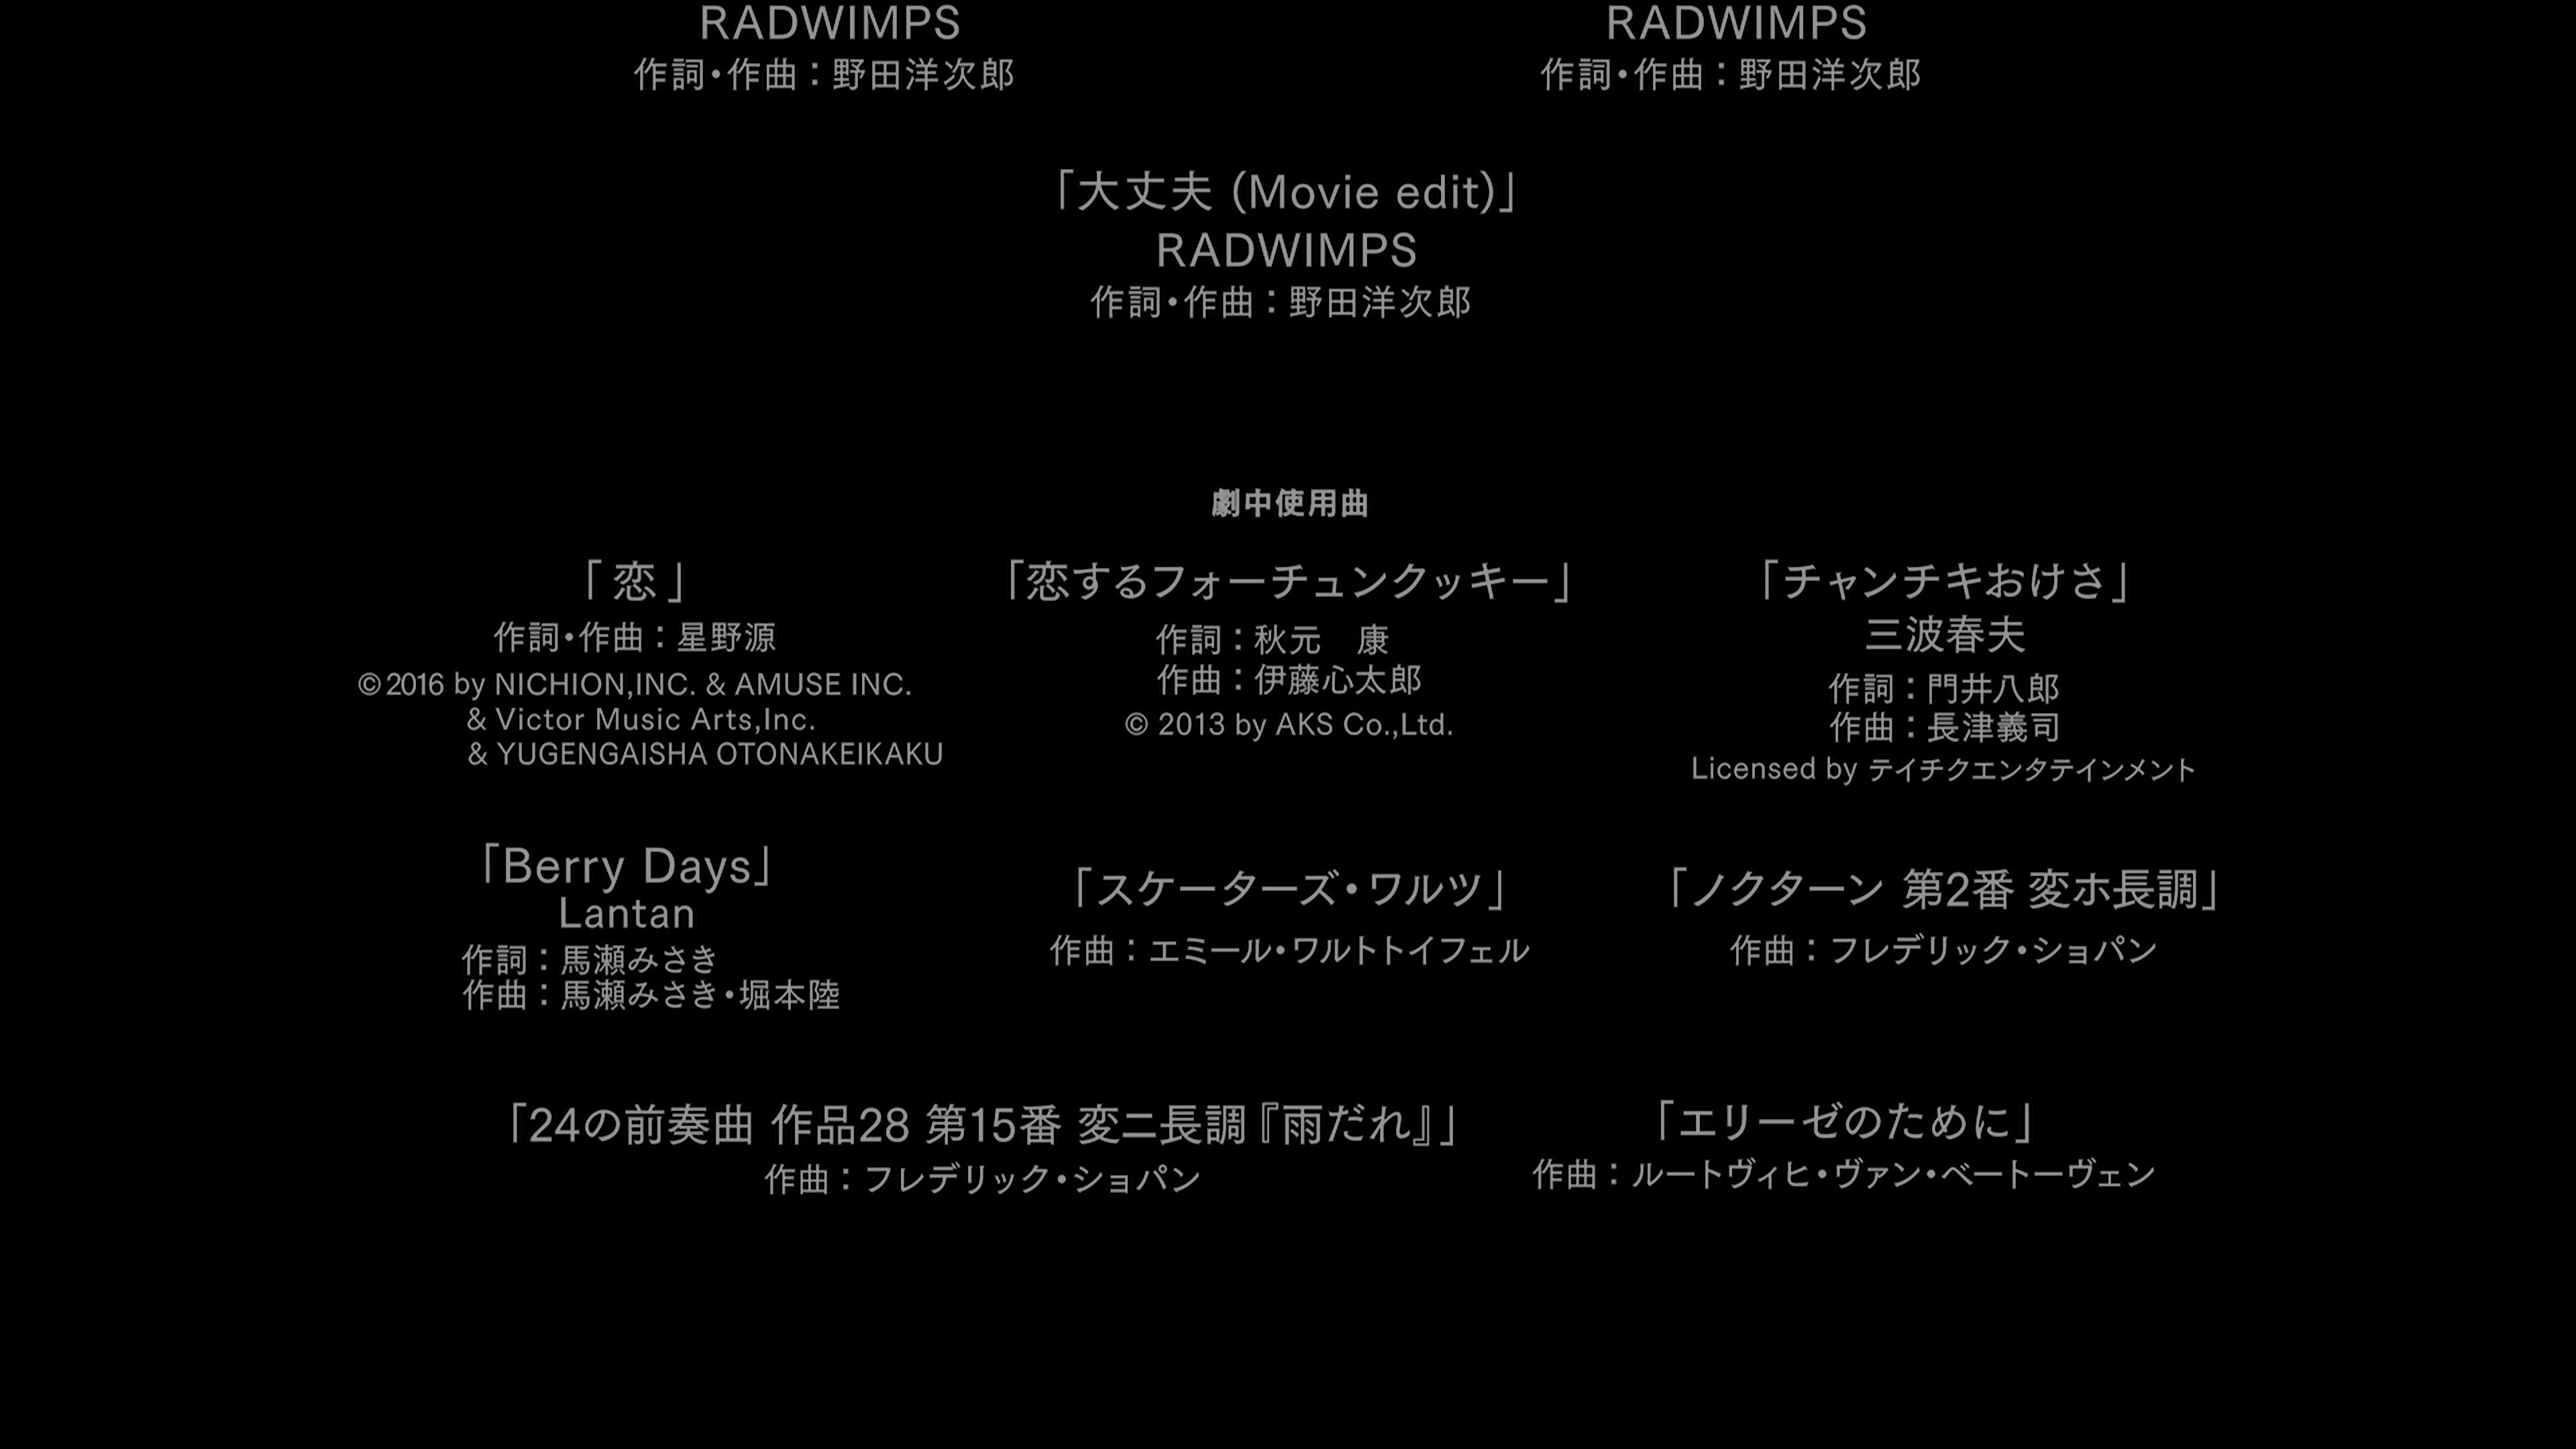 RADWIMPS
作詞・作曲：野田洋次郎
RADWIMPS
作詞・作曲：野田洋次郎
「大丈夫 (Movie edit)」
RADWIMPS
作詞・作曲：野田洋次郎
劇中使用曲
「恋」
作詞・作曲：星野源
©2016 by NICHION,INC. & AMUSE INC.
& Victor Music Arts,Inc.
& YUGENGAISHA OTONAKEIKAKU
「恋するフォーチュンクッキー」
作詞：秋元　康
作曲：伊藤心太郎
© 2013 by AKS Co.,Ltd.
「チャンチキおけさ」
三波春夫
作詞：門井八郎
作曲：長津義司
Licensed by テイチクエンタテインメント
「Berry Days」
Lantan
作詞：馬瀬みさき
作曲：馬瀬みさき・堀本陸
「スケーターズ・ワルツ」
作曲：エミール・ワルトトイフェル
「ノクターン 第2番 変ホ長調」
作曲：フレデリック・ショパン
「24の前奏曲 作品28 第15番 変ニ長調『雨だれ』」
作曲：フレデリック・ショパン
「エリーゼのために」
作曲：ルートヴィヒ・ヴァン・ベートーヴェン